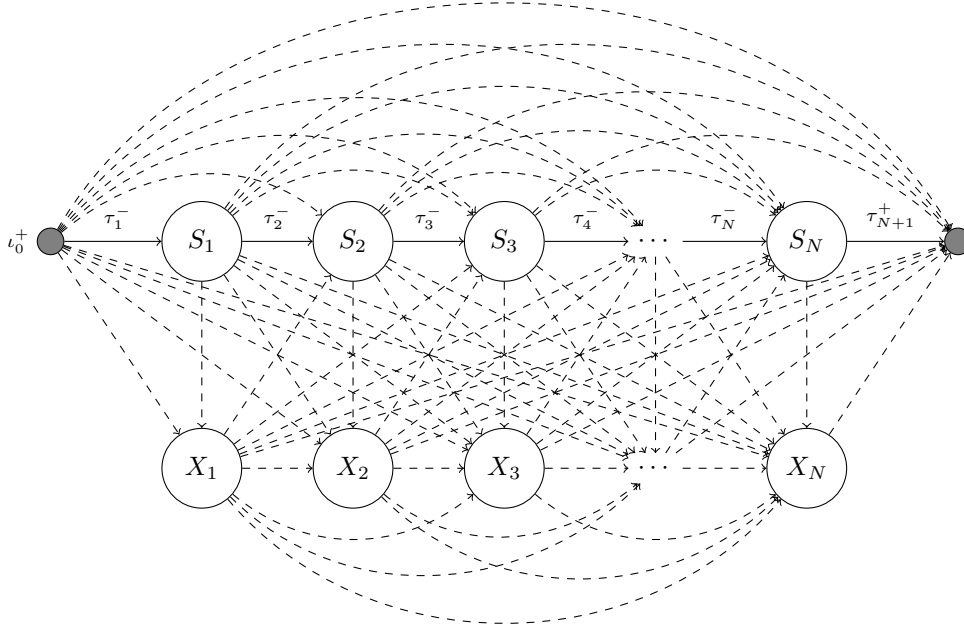 τ₁⁻ τ₂⁻ τ₃⁻ τ₄⁻ τ_N⁻ τ_{N+1}⁺
ι₀⁺ S₁ S₂ S₃ ··· S_N
X₁ X₂ X₃ ··· X_N